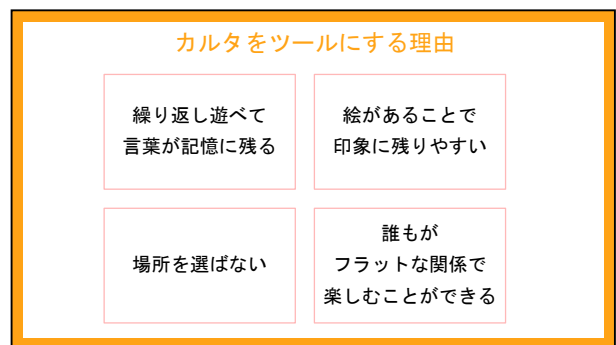 カルタをツールにする理由
繰り返し遊べて
言葉が記憶に残る
絵があることで
印象に残りやすい
場所を選ばない
誰もが
フラットな関係で
楽しむことができる